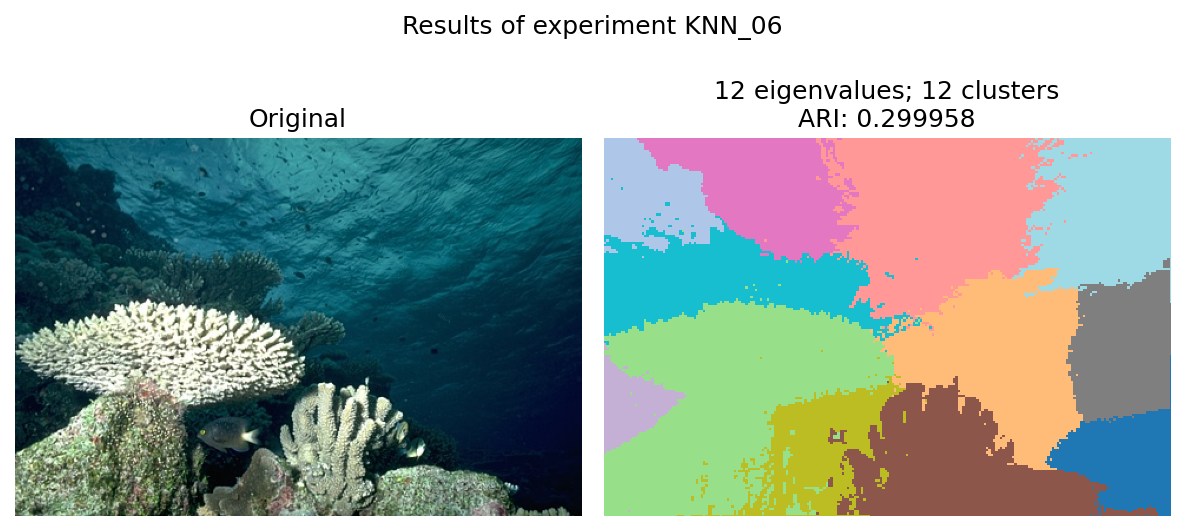 Results of experiment KNN_06
Original
12 eigenvalues; 12 clusters
ARI: 0.299958